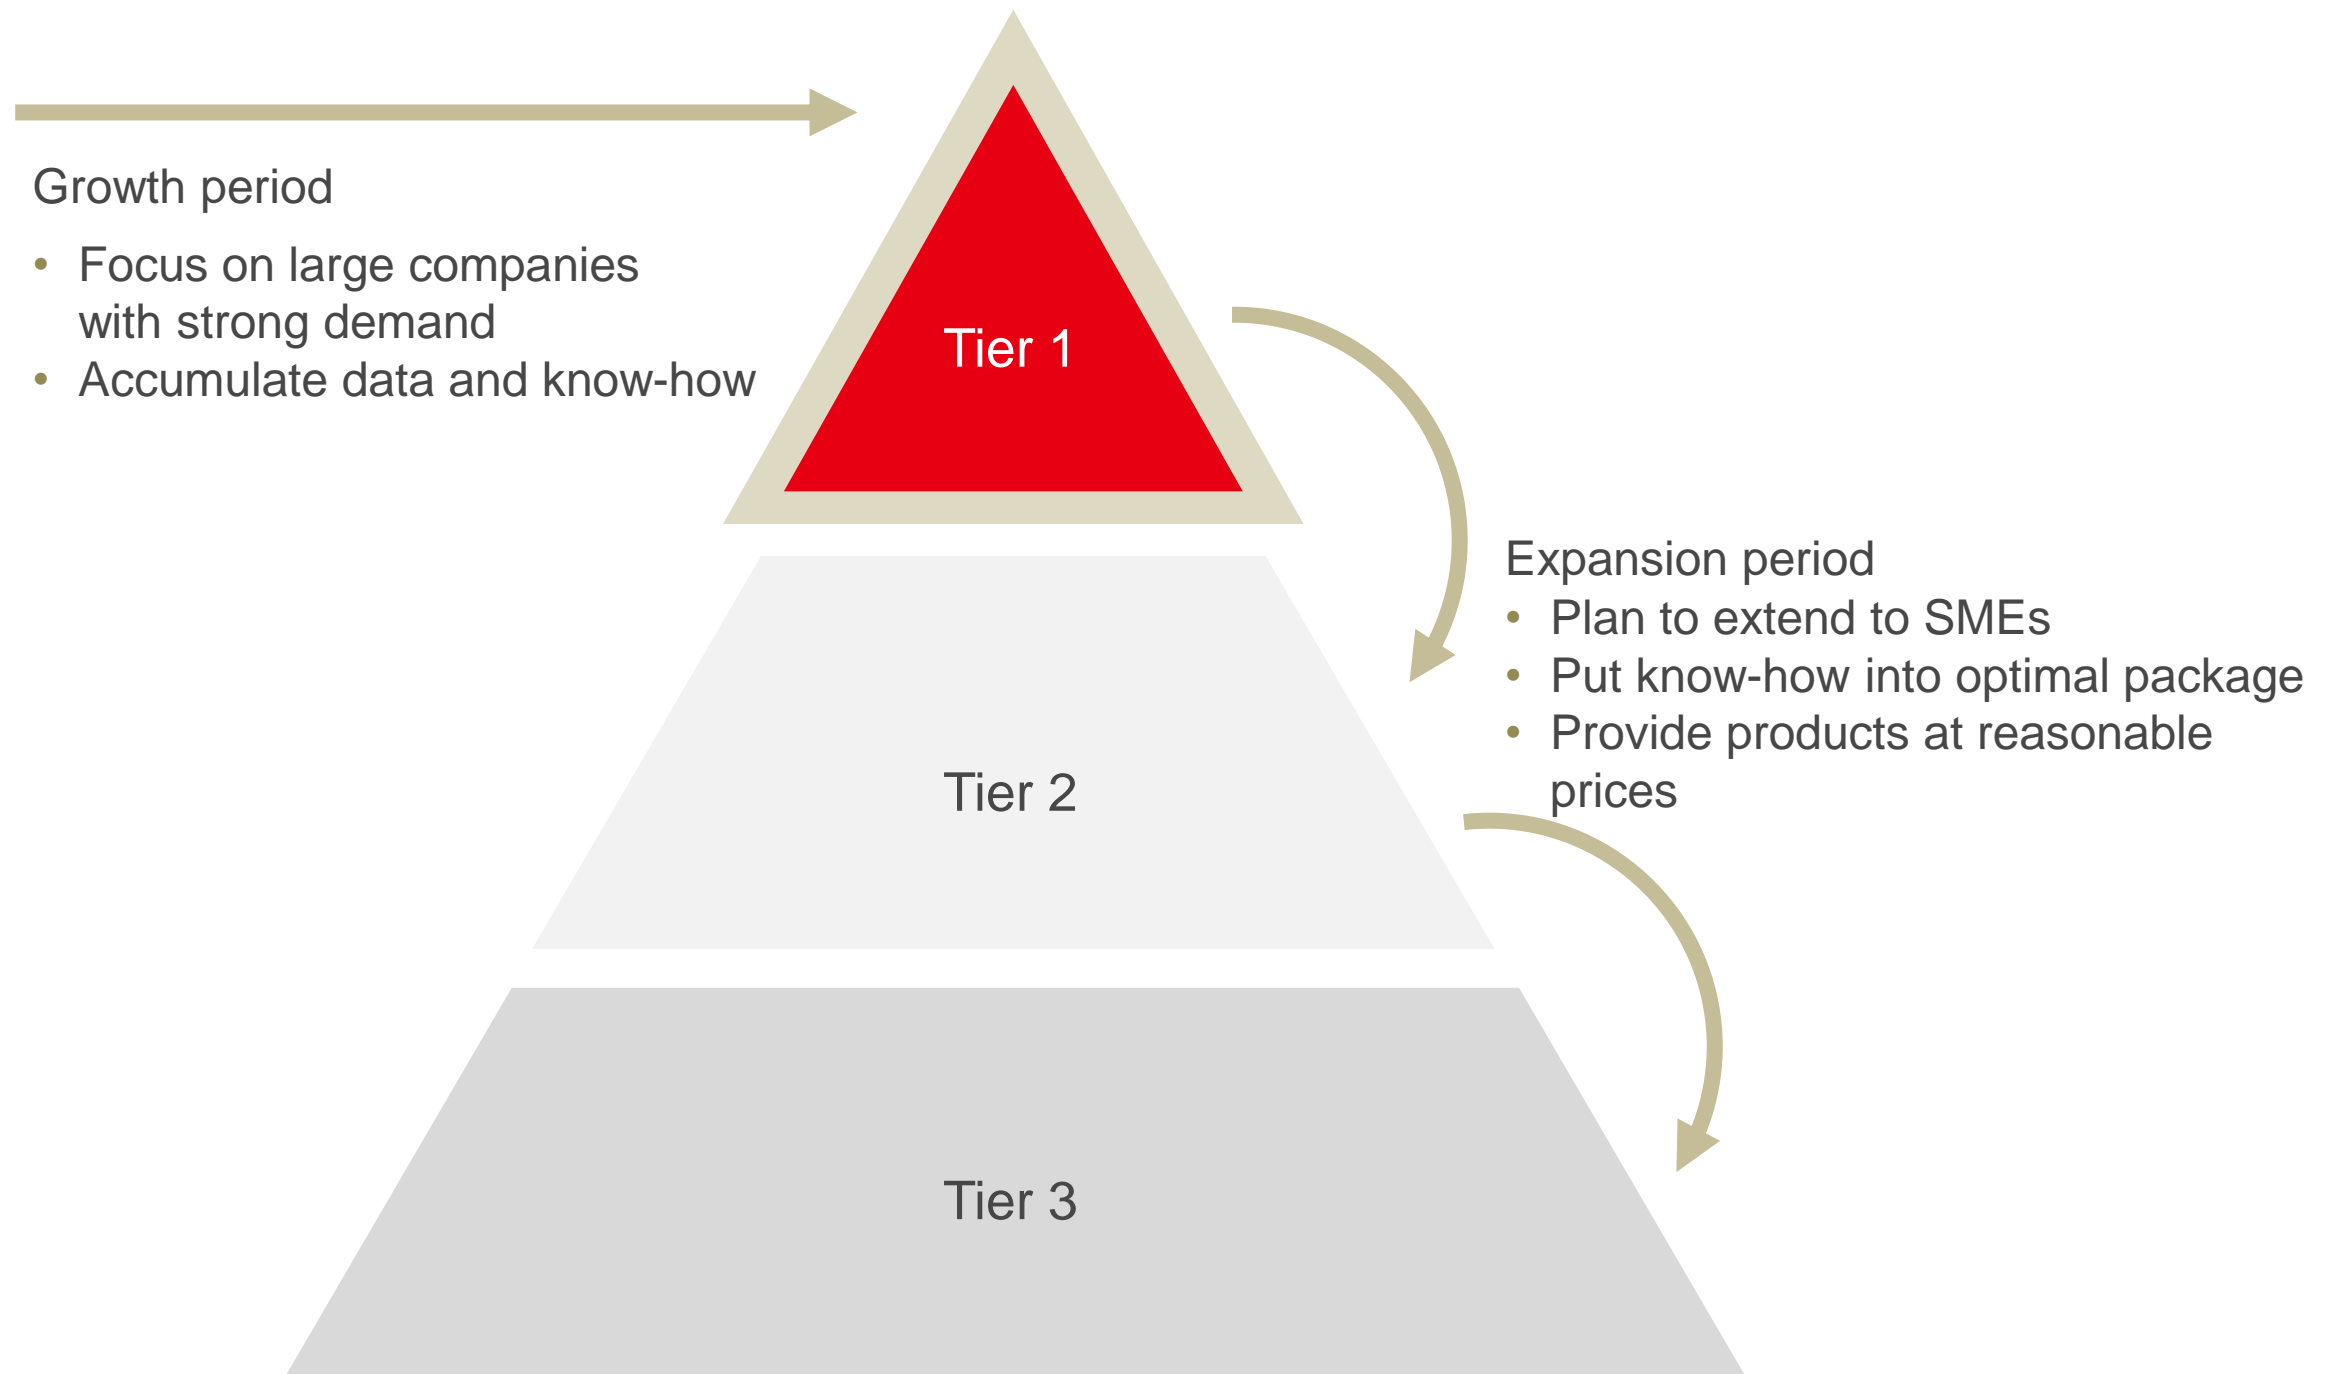 Growth period
• Focus on large companies
with strong demand
• Accumulate data and know-how
Tier 1
Expansion period
• Plan to extend to SMEs
• Put know-how into optimal package
• Provide products at reasonable
prices
Tier 2
Tier 3